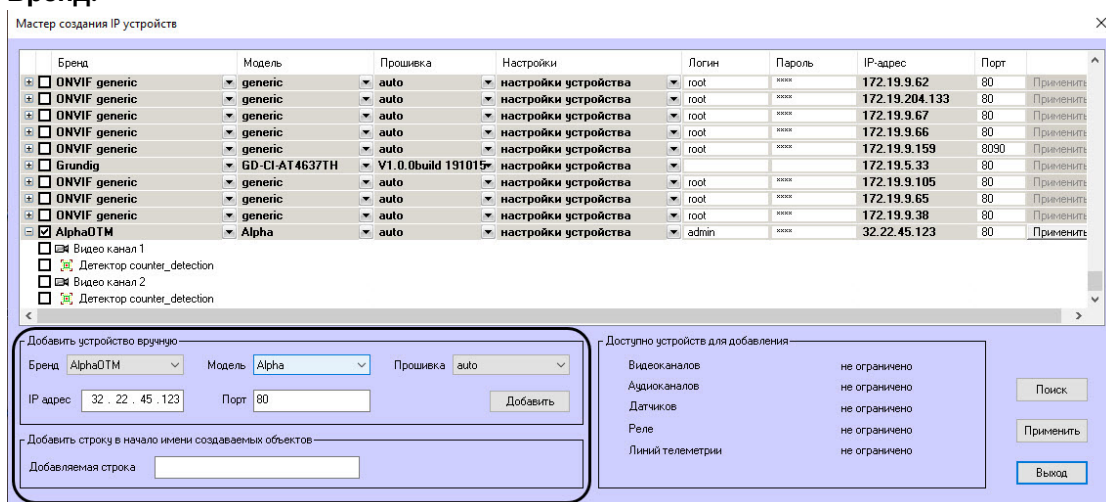 Бренд.
Мастер создания IP устройств
Бренд Модель Прошивка Настройки Логин Пароль IP-адрес Порт
ONVIF generic generic auto настройки устройства root **** 172.19.9.62 80 Применить
ONVIF generic generic auto настройки устройства root **** 172.19.204.133 80 Применить
ONVIF generic generic auto настройки устройства root **** 172.19.9.67 80 Применить
ONVIF generic generic auto настройки устройства root **** 172.19.9.66 80 Применить
ONVIF generic generic auto настройки устройства root **** 172.19.9.159 8090 Применить
Grundig GD-CI-AT4637TH V1.0.0build 191015 настройки устройства 172.19.5.33 80 Применить
ONVIF generic generic auto настройки устройства root **** 172.19.9.105 80 Применить
ONVIF generic generic auto настройки устройства root **** 172.19.9.65 80 Применить
ONVIF generic generic auto настройки устройства root **** 172.19.9.38 80 Применить
AlphaOTM Alpha auto настройки устройства admin **** 32.22.45.123 80 Применить
Видео канал 1
Детектор counter_detection
Видео канал 2
Детектор counter_detection
Добавить устройство вручную
Бренд AlphaOTM Модель Alpha Прошивка auto
IP адрес 32 . 22 . 45 .123 Порт 80 Добавить
Добавить строку в начало имени создаваемых объектов
Добавляемая строка
Доступно устройств для добавления
Видеоканалов не ограничено
Аудиоканалов не ограничено
Датчиков не ограничено
Реле не ограничено
Линий телеметрии не ограничено
Поиск
Применить
Выход